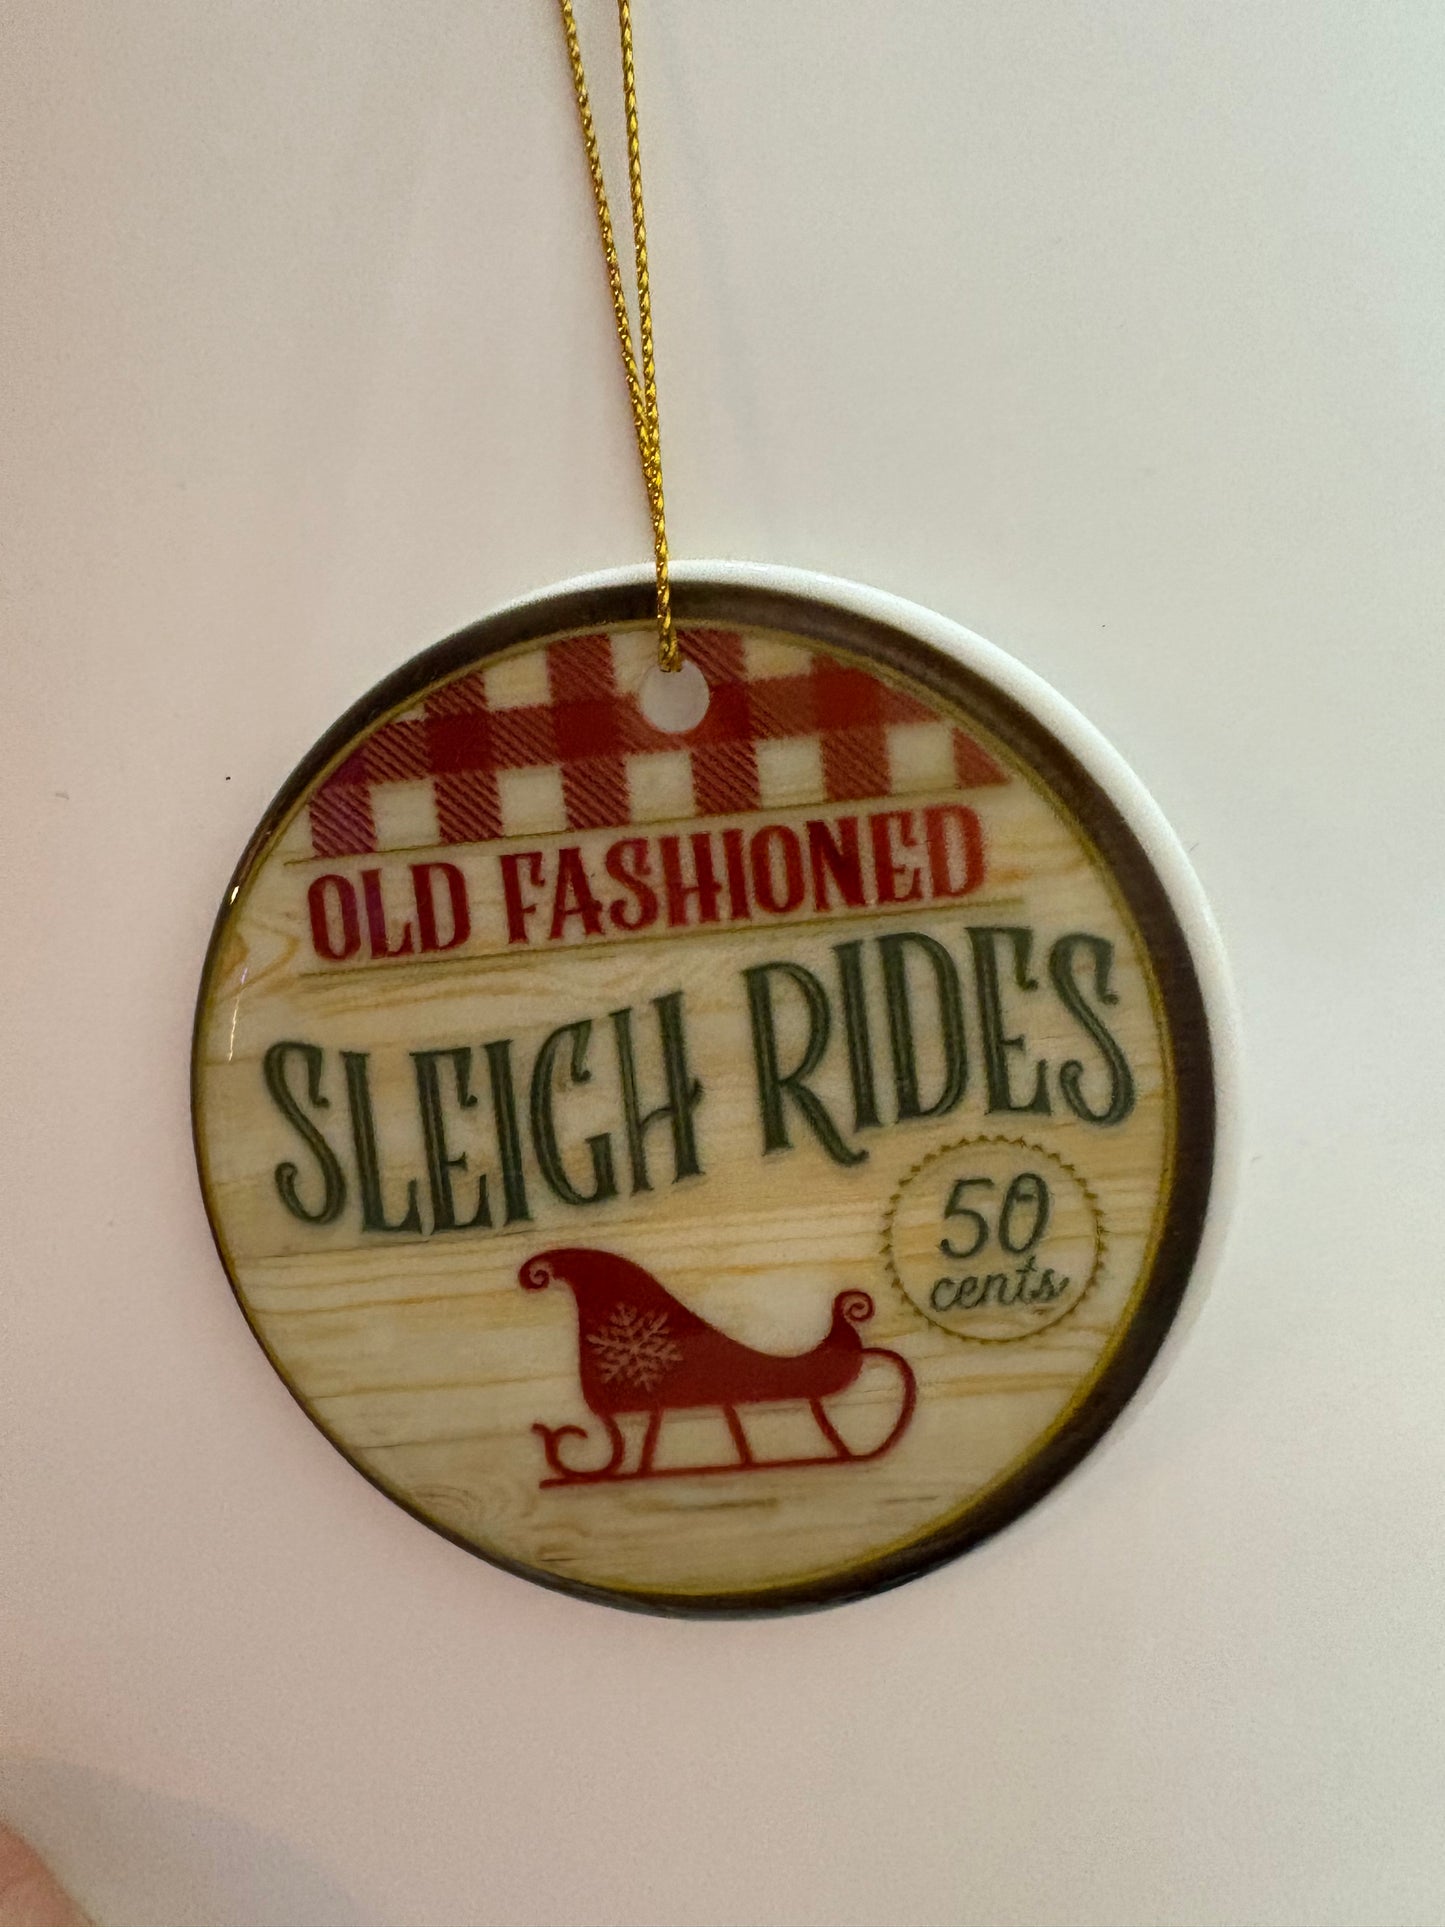 OLD FASHIONED
SLEIGH RIDES
50
cents